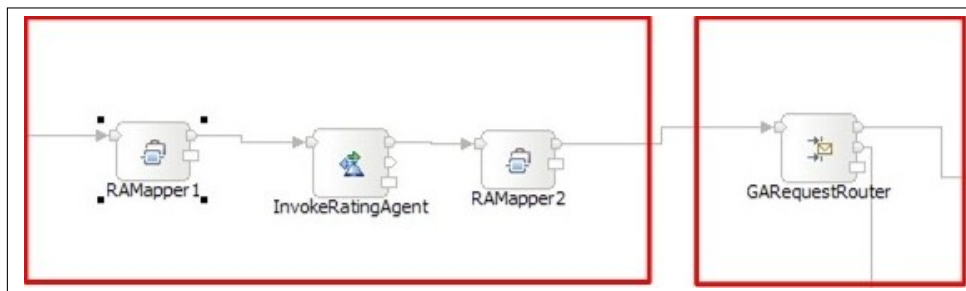 RAMapper1
InvokeRatingAgent
RAMapper2
GARequestRouter